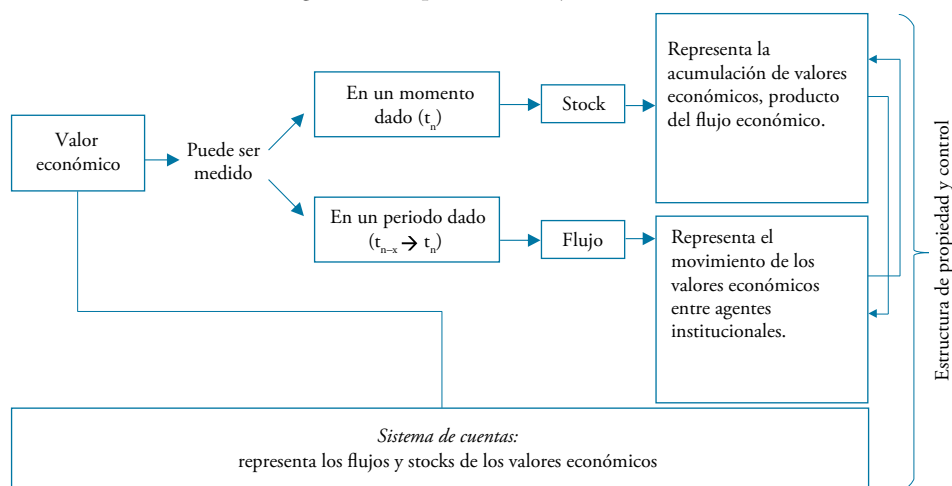 Representa la
acumulación de valores
económicos, producto
del flujo económico.
En un momento
dado (tn)
Stock
Valor
económico
Puede ser
medido
En un periodo dado
(tn–x → tn)
Flujo
Representa el
movimiento de los
valores económicos
entre agentes
institucionales.
Estructura de propiedad y control
Sistema de cuentas:
representa los flujos y stocks de los valores económicos